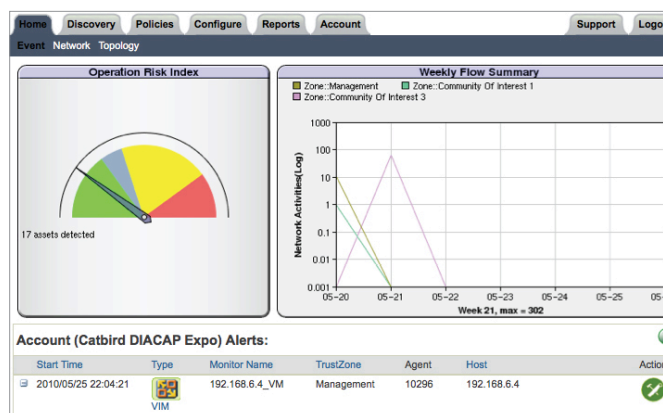 Home Discovery Policies Configure Reports Account Support
Event Network Topology
Operation Risk Index
17 assets detected
Weekly Flow Summary
Zone::Management Zone::Community Of Interest 1
Zone::Community Of Interest 3
Network Activities(Log)
1000
100
10
1
0.1
0.01
0.001
05-20 05-21 05-22 05-23 05-24 05-25
Week 21, max = 302
Account (Catbird DIACAP Expo) Alerts:
Start Time Type Monitor Name TrustZone Agent Host
2010/05/25 22:04:21 192.168.6.4_VM Management 10296 192.168.6.4
VIM